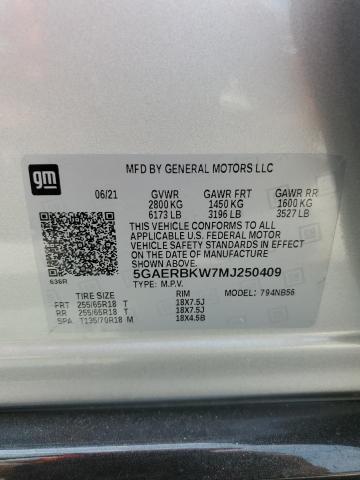 gm
MFD BY GENERAL MOTORS LLC
06/21 GVWR GAWR FRT GAWR RR
2800 KG 1450 KG 1600 KG
6173 LB 3196 LB 3527 LB
THIS VEHICLE CONFORMS TO ALL
APPLICABLE U.S. FEDERAL MOTOR
VEHICLE SAFETY STANDARDS IN EFFECT
ON THE DATE OF MANUFACTURE SHOWN
ABOVE.
5GAERBKW7MJ250409
636R TYPE: M.P.V.
TIRE SIZE RIM MODEL: 794NB56
FRT 255/65R18 T 18X7.5J
RR 255/65R18 T 18X7.5J
SPA T135/70R18 M 18X4.5B